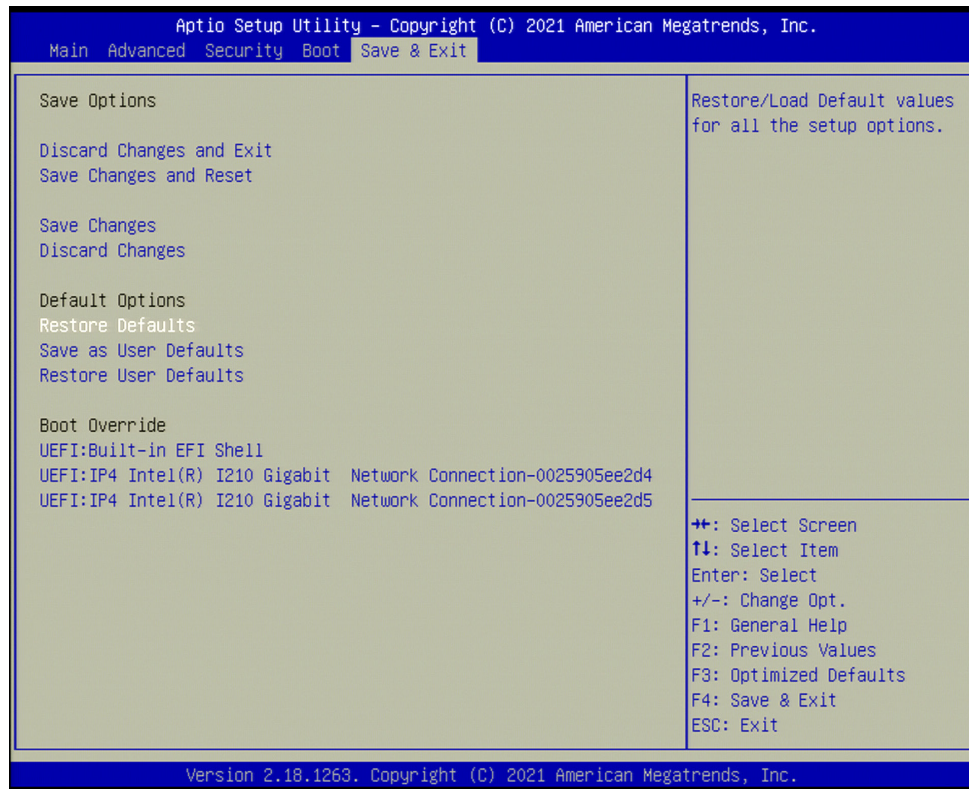 Aptio Setup Utility – Copyright (C) 2021 American Megatrends, Inc.
Main Advanced Security Boot Save & Exit
Save Options
Discard Changes and Exit
Save Changes and Reset
Save Changes
Discard Changes
Default Options
Restore Defaults
Save as User Defaults
Restore User Defaults
Boot Override
UEFI:Built-in EFI Shell
UEFI:IP4 Intel(R) I210 Gigabit Network Connection-0025905ee2d4
UEFI:IP4 Intel(R) I210 Gigabit Network Connection-0025905ee2d5
Restore/Load Default values
for all the setup options.
→←: Select Screen
↑↓: Select Item
Enter: Select
+/-: Change Opt.
F1: General Help
F2: Previous Values
F3: Optimized Defaults
F4: Save & Exit
ESC: Exit
Version 2.18.1263. Copyright (C) 2021 American Megatrends, Inc.